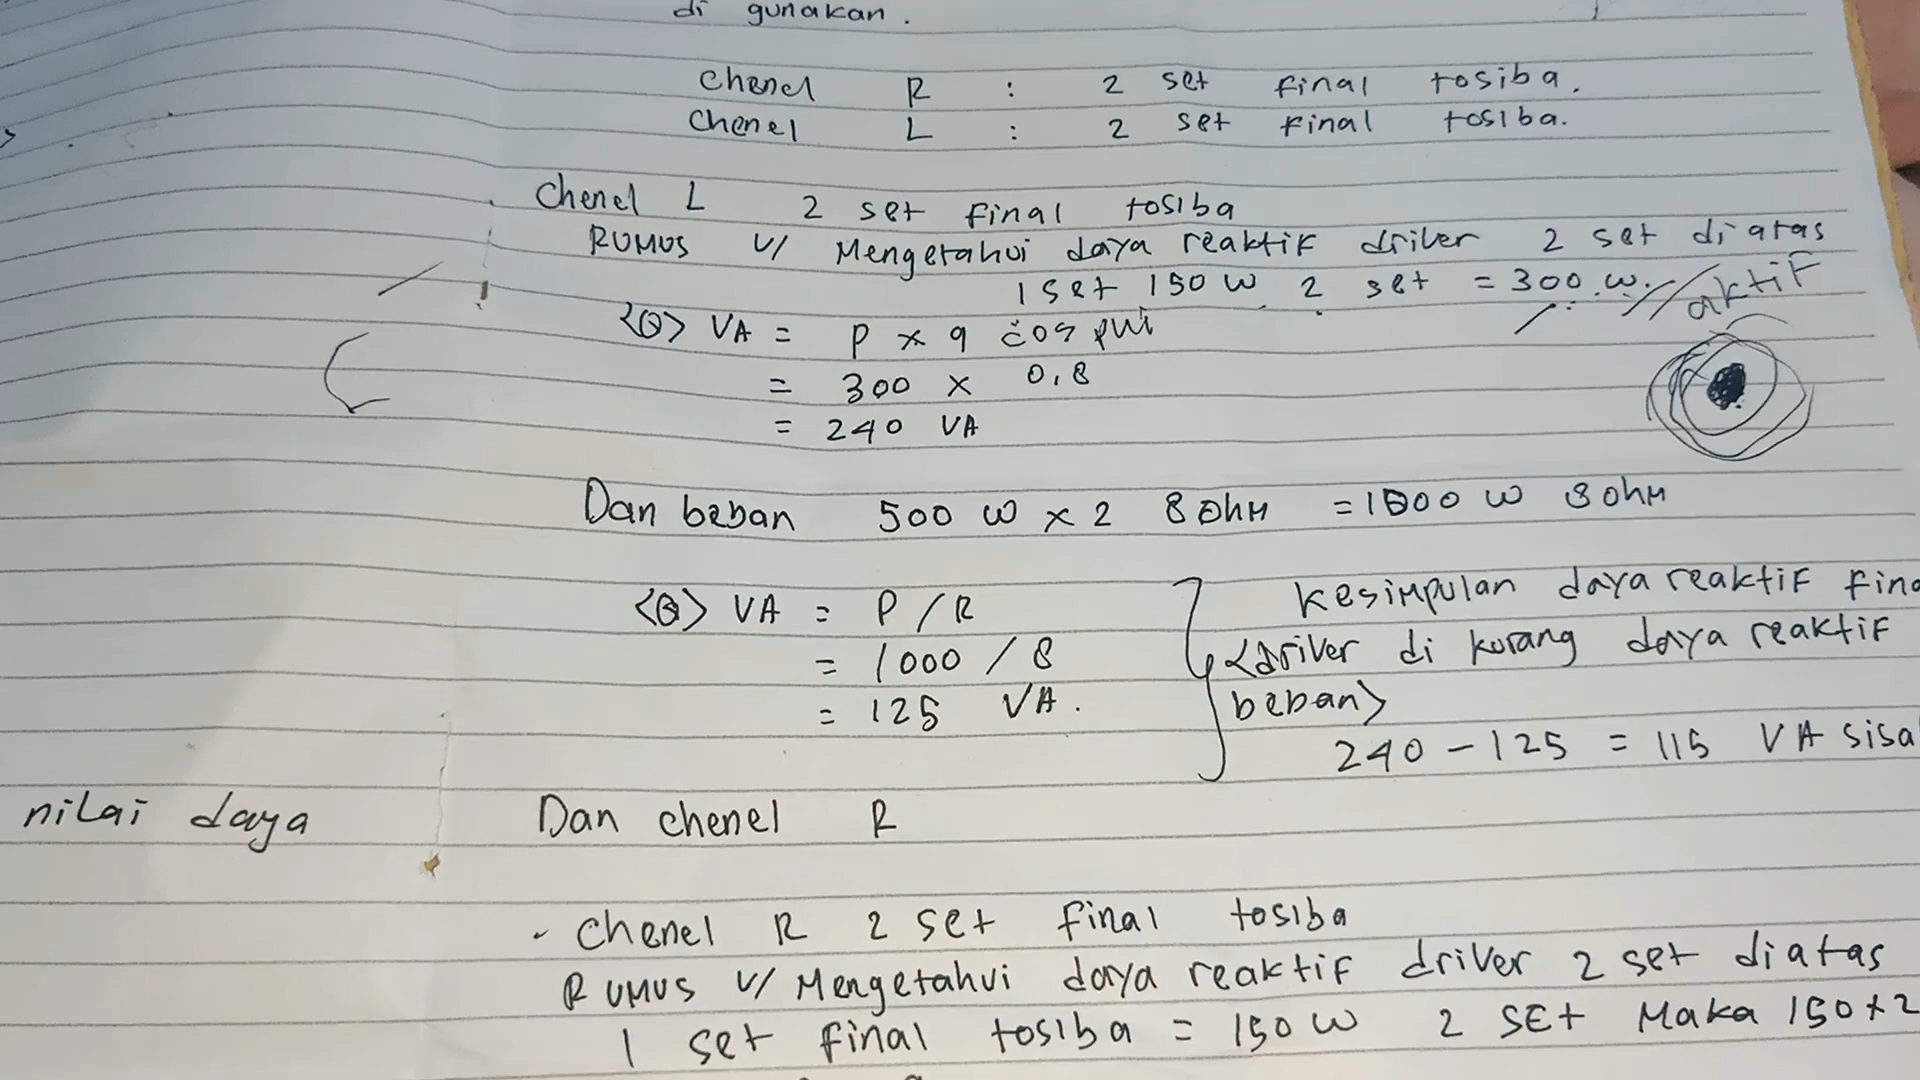 di gunakan.
Chenel R : 2 set final tosiba.
Chenel L : 2 set final tosiba.
Chenel L 2 set final tosiba
RUMUS U/ Mengetahui daya reaktif driver 2 set diatas
1 set 150 W 2 set = 300.W. // aktif
<Q> VA = P x q cos phi
= 300 x 0,8
= 240 VA
Dan beban 500 W x 2 8 Ohm = 1000 W 8 ohm
<Q> VA = P / R
= 1000 / 8
= 125 VA.
Kesimpulan daya reaktif fina
<driver di kurang daya reaktif
beban>
240 - 125 = 115 VA sisa
nilai daya
Dan chenel R
- Chenel R 2 set final tosiba
RUMUS U/ Mengetahui daya reaktif driver 2 set diatas
1 set final tosiba = 150 W 2 SEt Maka 150 x 2